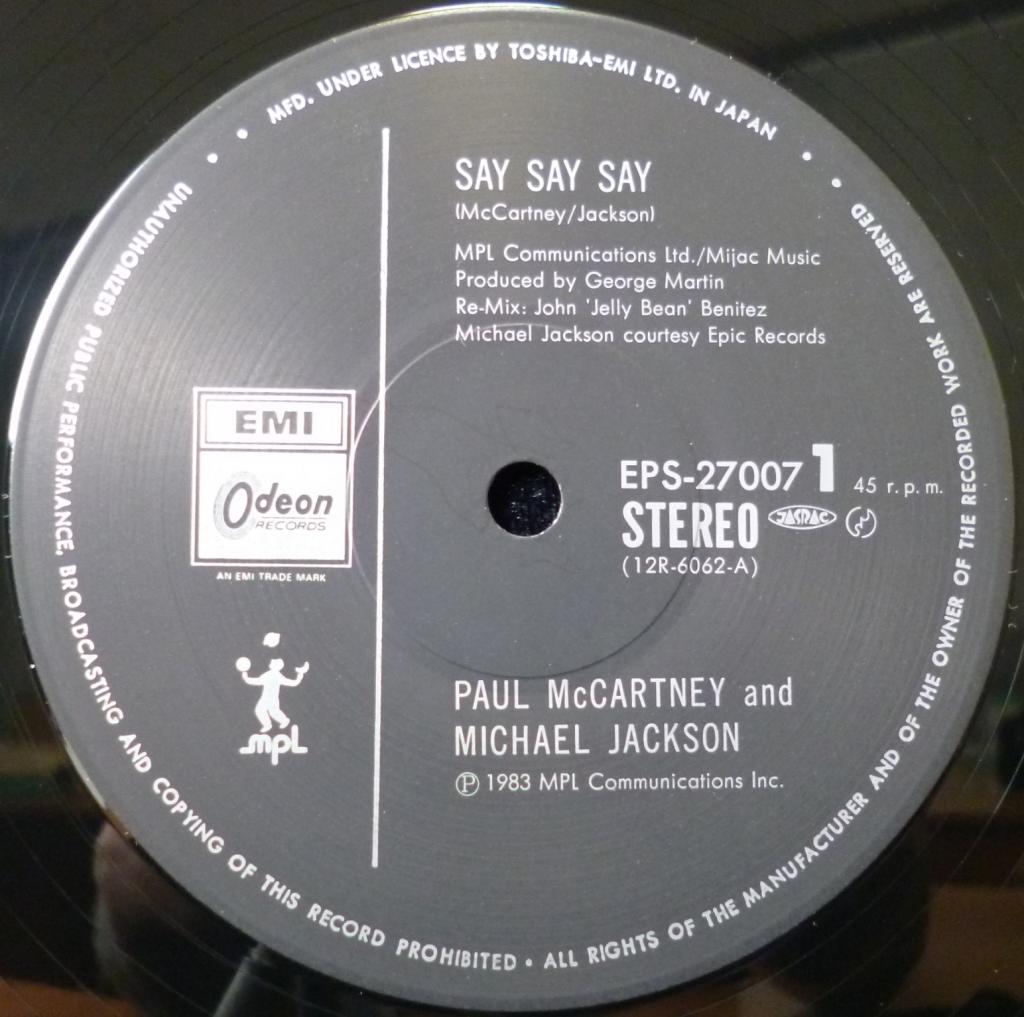 MFD. UNDER LICENCE BY TOSHIBA-EMI LTD. IN JAPAN
SAY SAY SAY
(McCartney/Jackson)
MPL Communications Ltd./Mijac Music
Produced by George Martin
Re-Mix: John 'Jelly Bean' Benitez
Michael Jackson courtesy Epic Records
EMI
Odeon
RECORDS
AN EMI TRADE MARK
EPS-27007 1 45 r.p.m.
STEREO JASRAC
(12R-6062-A)
mpl
PAUL McCARTNEY and
MICHAEL JACKSON
Ⓟ 1983 MPL Communications Inc.
UNAUTHORIZED PUBLIC PERFORMANCE, BROADCASTING AND COPYING OF THIS RECORD PROHIBITED • ALL RIGHTS OF THE MANUFACTURER AND OF THE OWNER OF THE RECORDED WORK ARE RESERVED